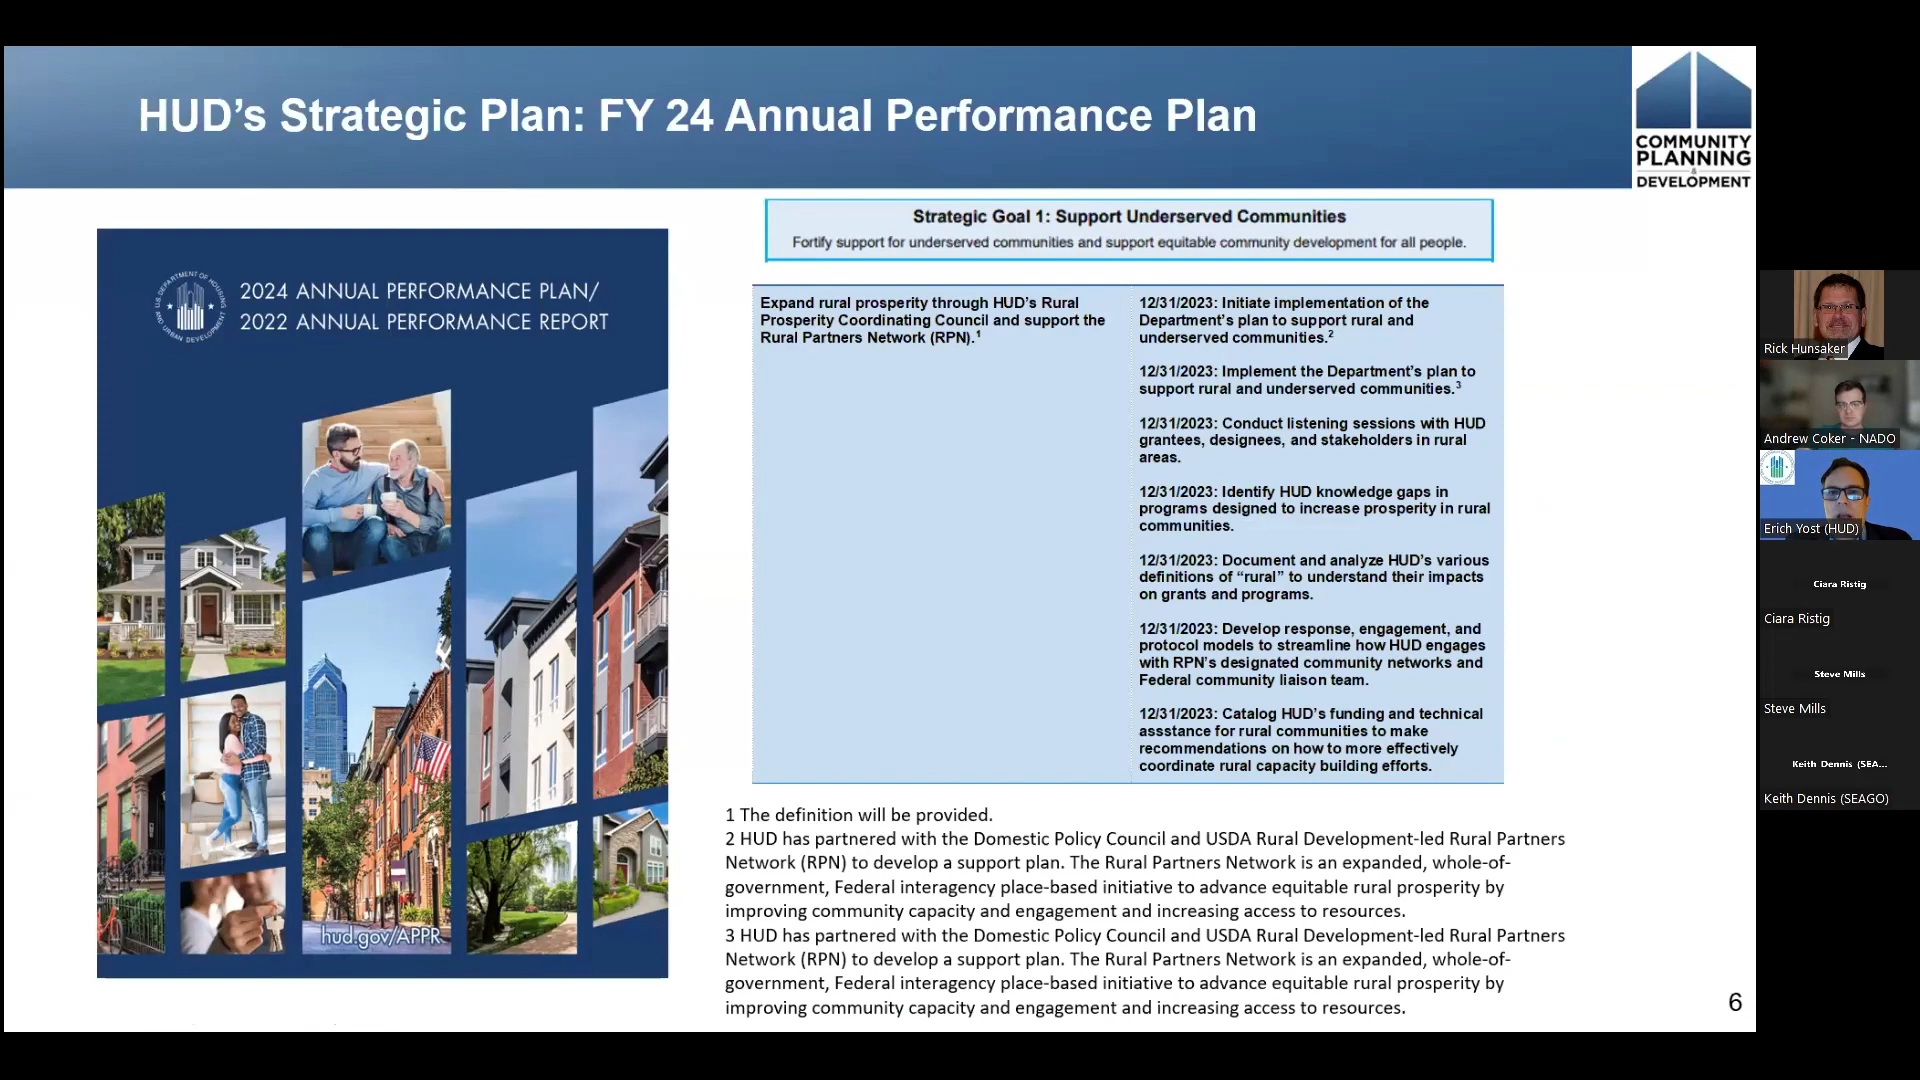 HUD's Strategic Plan: FY 24 Annual Performance Plan
COMMUNITY
PLANNING
&
DEVELOPMENT
U.S. DEPARTMENT OF HOUSING
AND URBAN DEVELOPMENT
2024 ANNUAL PERFORMANCE PLAN/
2022 ANNUAL PERFORMANCE REPORT
hud.gov/APPR
Strategic Goal 1: Support Underserved Communities
Fortify support for underserved communities and support equitable community development for all people.
Expand rural prosperity through HUD's Rural
Prosperity Coordinating Council and support the
Rural Partners Network (RPN).1
12/31/2023: Initiate implementation of the
Department's plan to support rural and
underserved communities.2
12/31/2023: Implement the Department's plan to
support rural and underserved communities.3
12/31/2023: Conduct listening sessions with HUD
grantees, designees, and stakeholders in rural
areas.
12/31/2023: Identify HUD knowledge gaps in
programs designed to increase prosperity in rural
communities.
12/31/2023: Document and analyze HUD's various
definitions of “rural” to understand their impacts
on grants and programs.
12/31/2023: Develop response, engagement, and
protocol models to streamline how HUD engages
with RPN's designated community networks and
Federal community liaison team.
12/31/2023: Catalog HUD's funding and technical
assstance for rural communities to make
recommendations on how to more effectively
coordinate rural capacity building efforts.
1 The definition will be provided.
2 HUD has partnered with the Domestic Policy Council and USDA Rural Development-led Rural Partners
Network (RPN) to develop a support plan. The Rural Partners Network is an expanded, whole-of-
government, Federal interagency place-based initiative to advance equitable rural prosperity by
improving community capacity and engagement and increasing access to resources.
3 HUD has partnered with the Domestic Policy Council and USDA Rural Development-led Rural Partners
Network (RPN) to develop a support plan. The Rural Partners Network is an expanded, whole-of-
government, Federal interagency place-based initiative to advance equitable rural prosperity by
improving community capacity and engagement and increasing access to resources.
6
Rick Hunsaker
Andrew Coker - NADO
Erich Yost (HUD)
Ciara Ristig
Ciara Ristig
Steve Mills
Steve Mills
Keith Dennis (SEA...
Keith Dennis (SEAGO)